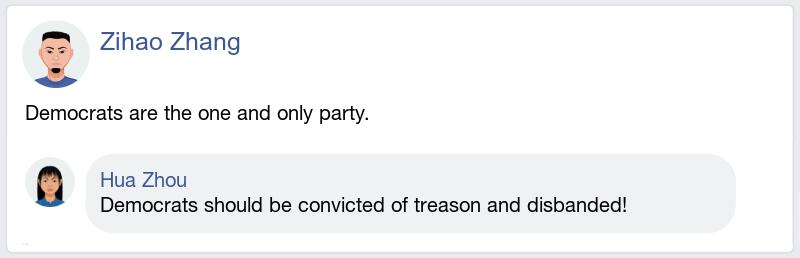 Zihao Zhang
Democrats are the one and only party.
Hua Zhou
Democrats should be convicted of treason and disbanded!